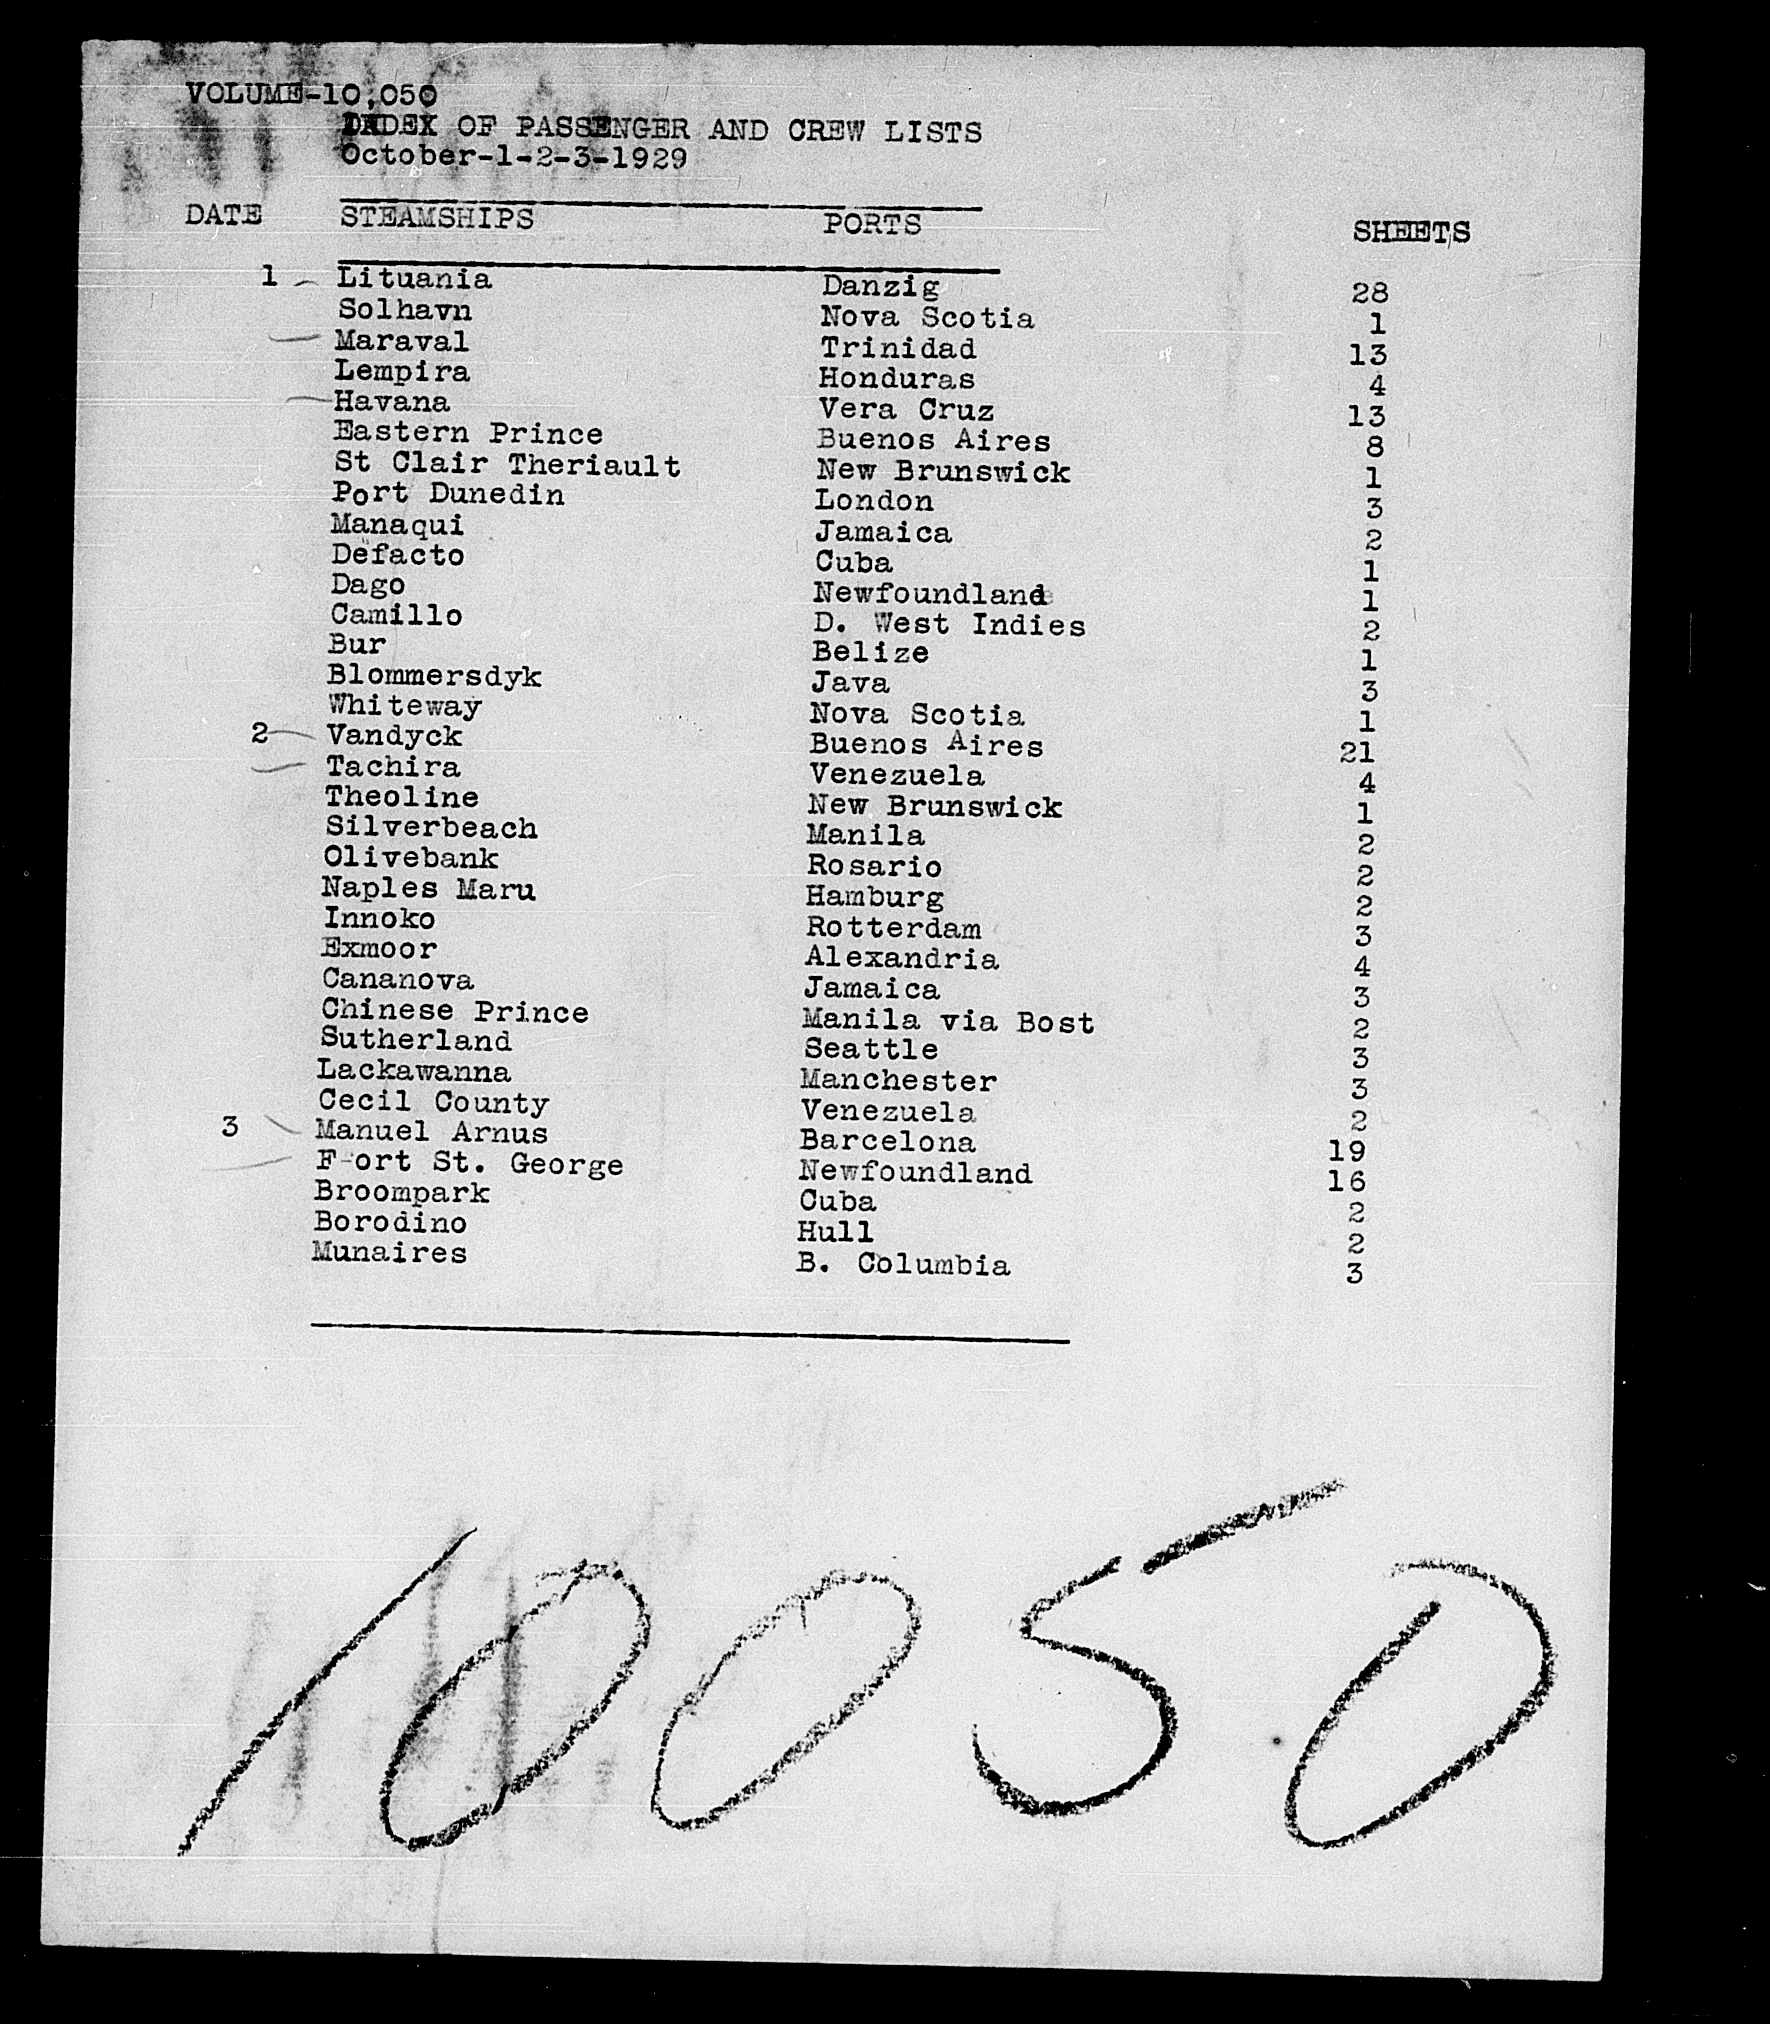 VOLUME-10,050
INDEX OF PASSENGER AND CREW LISTS
October-1-2-3-1929
DATE STEAMSHIPS PORTS SHEETS
1 Lituania Danzig 28
Solhavn Nova Scotia 1
Maraval Trinidad 13
Lempira Honduras 4
Havana Vera Cruz 13
Eastern Prince Buenos Aires 8
St Clair Theriault New Brunswick 1
Port Dunedin London 3
Manaqui Jamaica 2
Defacto Cuba 1
Dago Newfoundland 1
Camillo D. West Indies 2
Bur Belize 1
Blommersdyk Java 3
Whiteway Nova Scotia 1
2 Vandyck Buenos Aires 21
Tachira Venezuela 4
Theoline New Brunswick 1
Silverbeach Manila 2
Olivebank Rosario 2
Naples Maru Hamburg 2
Innoko Rotterdam 3
Exmoor Alexandria 4
Cananova Jamaica 3
Chinese Prince Manila via Bost 2
Sutherland Seattle 3
Lackawanna Manchester 3
Cecil County Venezuela 2
3 Manuel Arnus Barcelona 19
F-ort St. George Newfoundland 16
Broompark Cuba 2
Borodino Hull 2
Munaires B. Columbia 3
10050